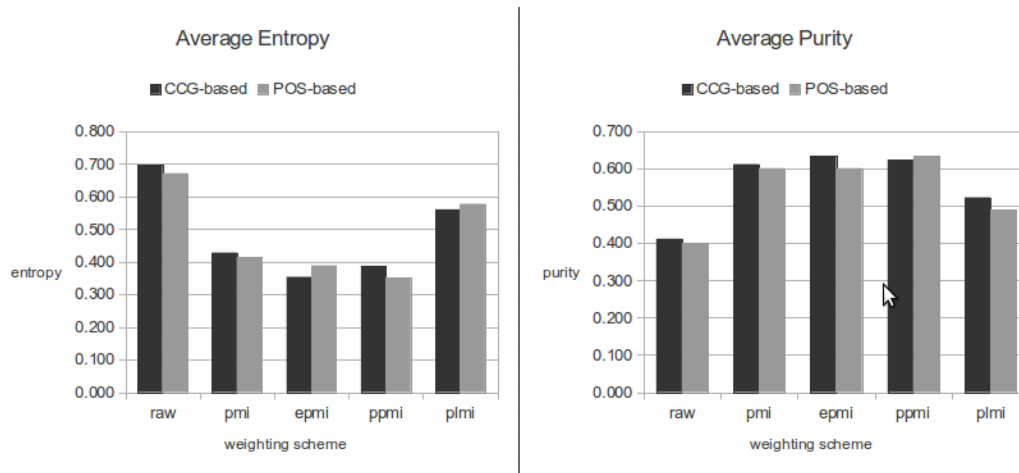 Average Entropy
CCG-based POS-based
0.800
0.700
0.600
0.500
0.400
0.300
0.200
0.100
0.000
entropy
raw pmi epmi ppmi plmi
weighting scheme
Average Purity
CCG-based POS-based
0.700
0.600
0.500
0.400
0.300
0.200
0.100
0.000
purity
raw pmi epmi ppmi plmi
weighting scheme